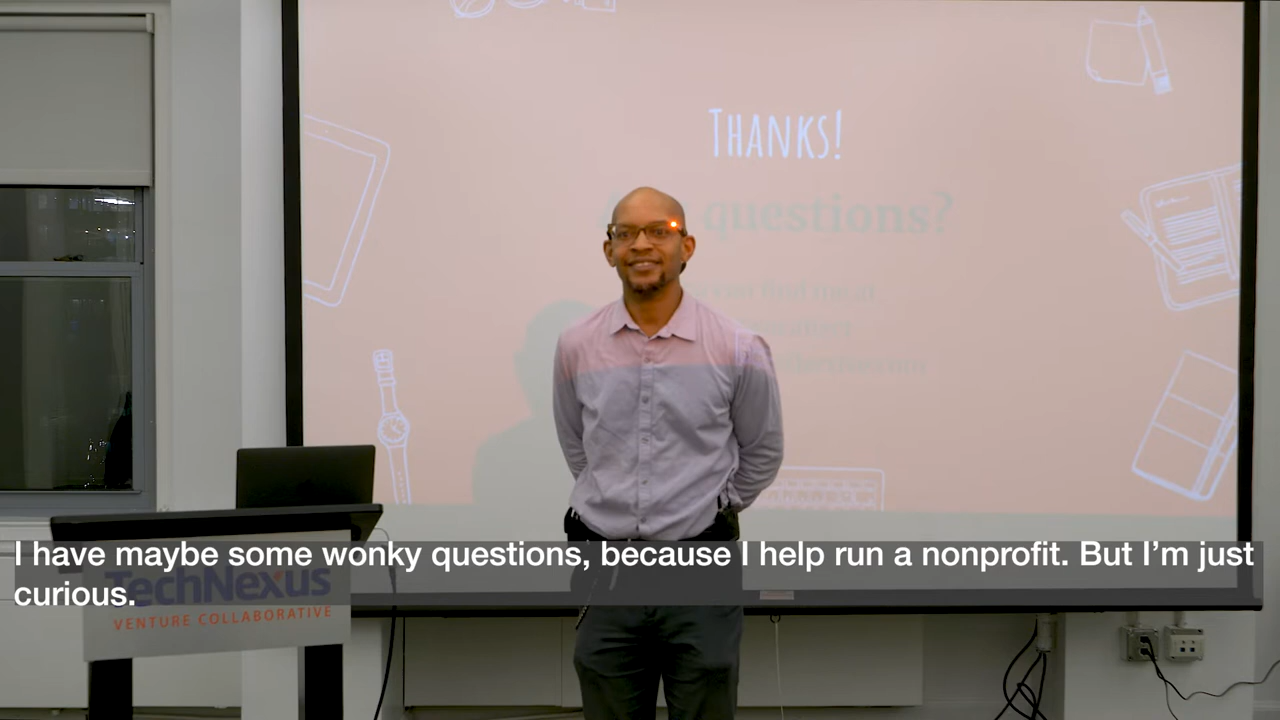 THANKS!
questions?
I have maybe some wonky questions, because I help run a nonprofit. But I’m just
curious.
TechNexus
VENTURE COLLABORATIVE